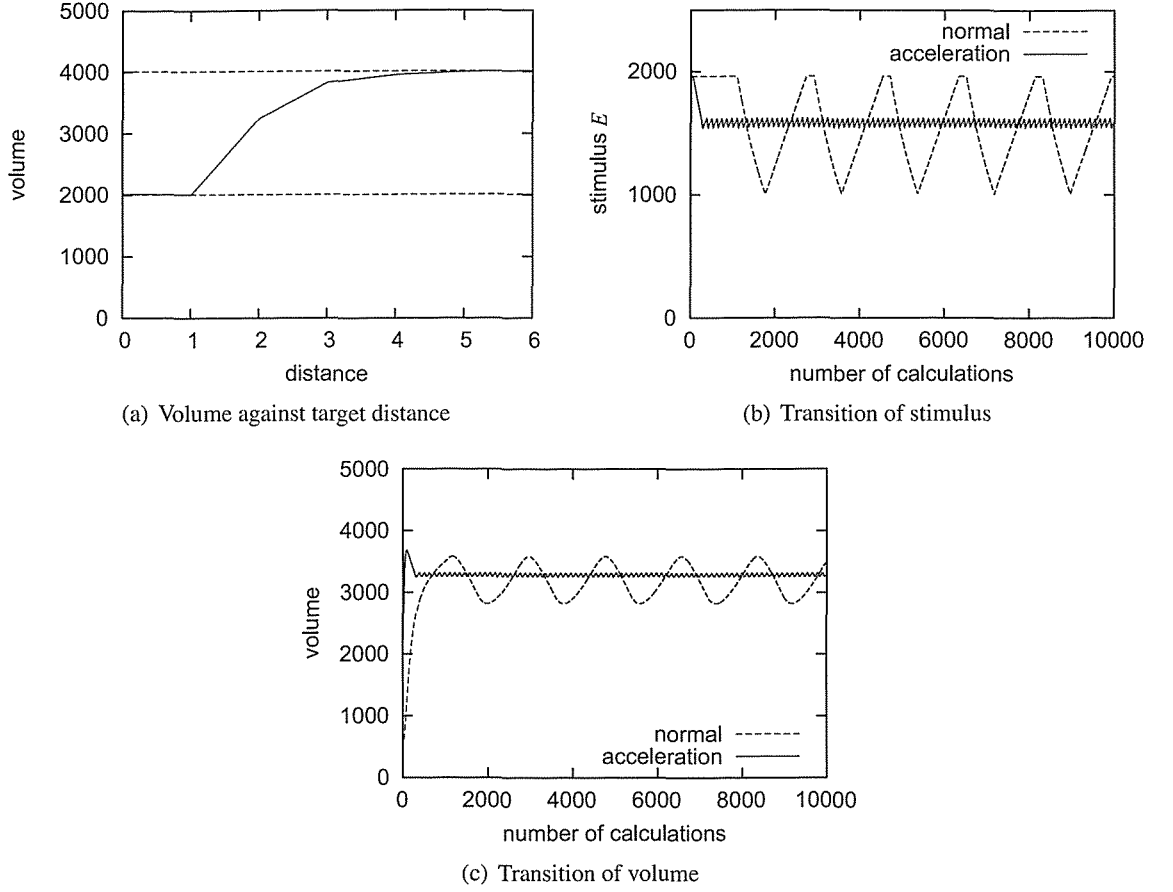 5000
4000
3000
2000
1000
0
volume
0 1 2 3 4 5 6
distance
(a) Volume against target distance
normal
acceleration
2000
1000
0
stimulus E
0 2000 4000 6000 8000 10000
number of calculations
(b) Transition of stimulus
5000
4000
3000
2000
1000
0
volume
normal
acceleration
0 2000 4000 6000 8000 10000
number of calculations
(c) Transition of volume